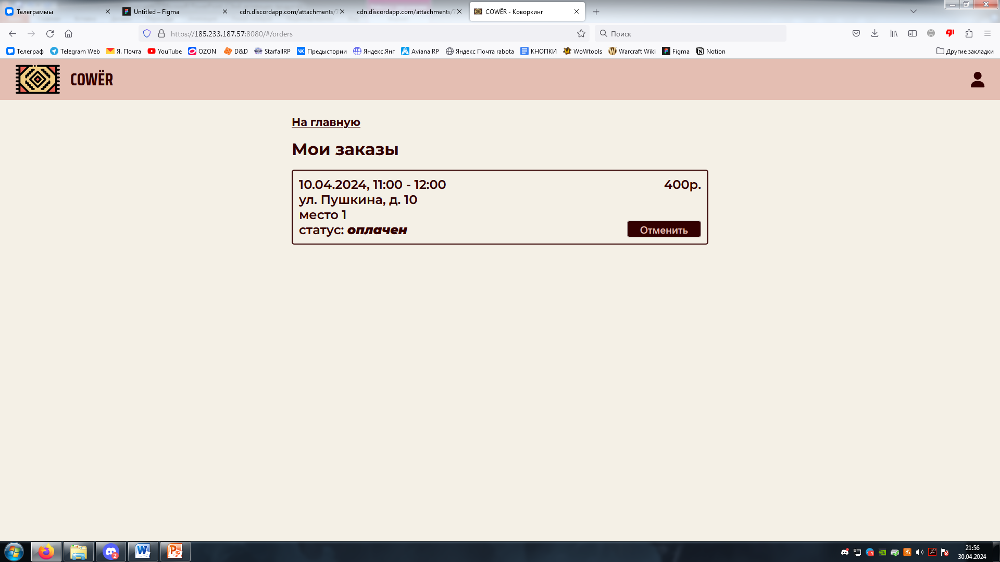 Телеграммы
Untitled – Figma
cdn.discordapp.com/attachments/
cdn.discordapp.com/attachments/
COWËR - Коворкинг
https://185.233.187.57:8080/#/orders
Поиск
Телеграф
Telegram Web
Я. Почта
YouTube
OZON
D&D
StarfallRP
Предыстории
Яндекс.Янг
Aviana RP
Яндекс Почта rabota
КНОПКИ
WoWtools
Warcraft Wiki
Figma
Notion
Другие закладки
COWËR
На главную
Мои заказы
10.04.2024, 11:00 - 12:00
400р.
ул. Пушкина, д. 10
место 1
статус: оплачен
Отменить
21:56
30.04.2024